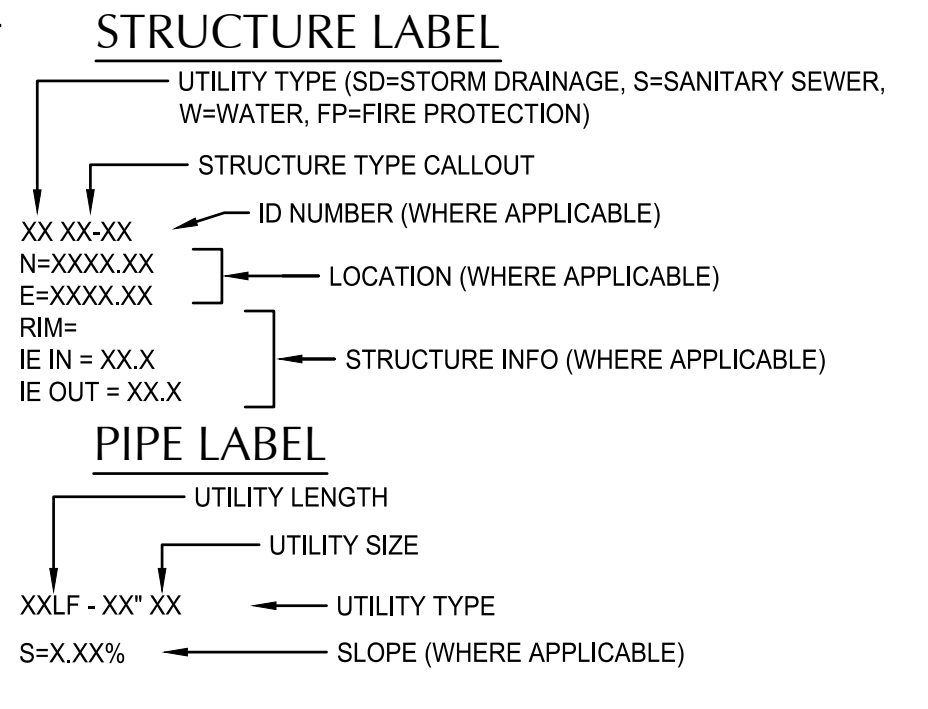 STRUCTURE LABEL
UTILITY TYPE (SD=STORM DRAINAGE, S=SANITARY SEWER,
W=WATER, FP=FIRE PROTECTION)
STRUCTURE TYPE CALLOUT
ID NUMBER (WHERE APPLICABLE)
XX XX-XX
N=XXXX.XX
E=XXXX.XX
LOCATION (WHERE APPLICABLE)
RIM=
IE IN = XX.X
IE OUT = XX.X
STRUCTURE INFO (WHERE APPLICABLE)
PIPE LABEL
UTILITY LENGTH
UTILITY SIZE
XXLF - XX" XX
UTILITY TYPE
S=X.XX%
SLOPE (WHERE APPLICABLE)